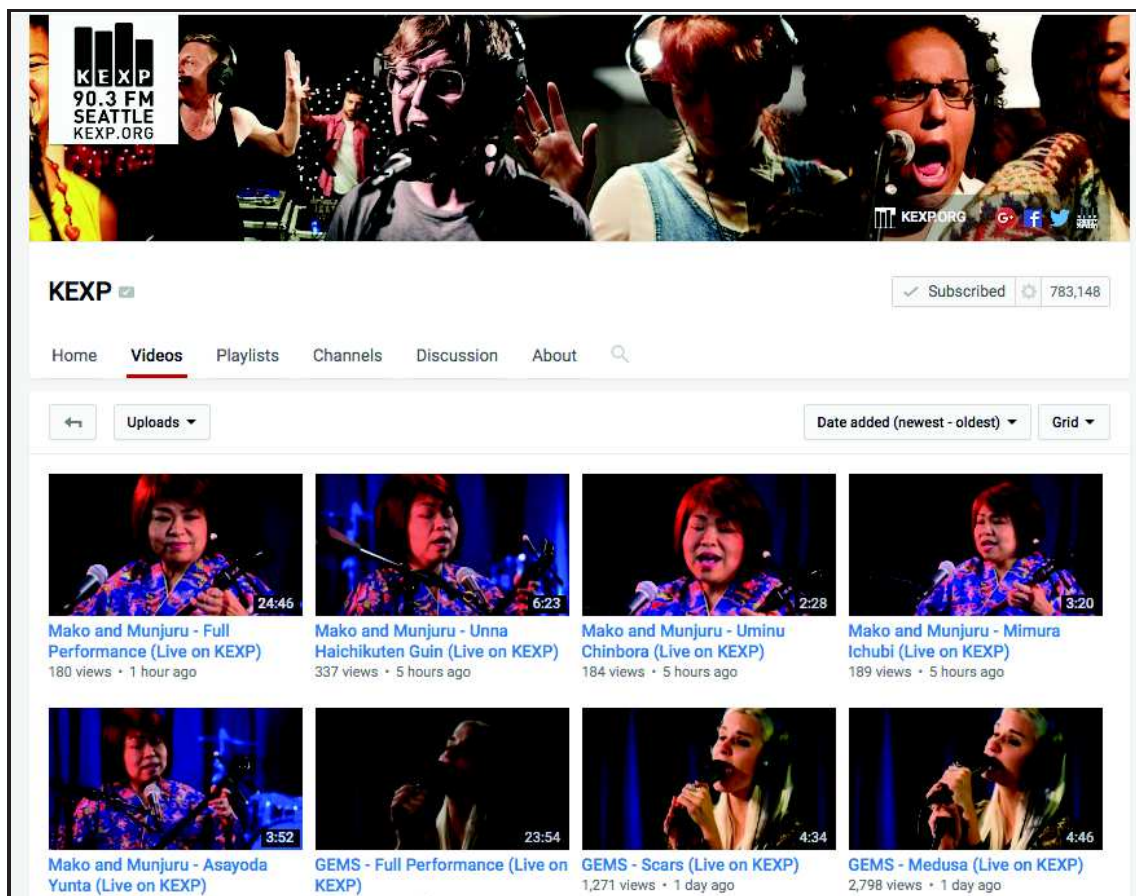 KEXP
90.3 FM
SEATTLE
KEXP.ORG
KEXP.ORG
KEXP
Subscribed 783,148
Home Videos Playlists Channels Discussion About
Uploads
Date added (newest - oldest) Grid
24:46
6:23
2:28
3:20
Mako and Munjuru - Full
Performance (Live on KEXP)
180 views • 1 hour ago
Mako and Munjuru - Unna
Haichikuten Guin (Live on KEXP)
337 views • 5 hours ago
Mako and Munjuru - Uminu
Chinbora (Live on KEXP)
184 views • 5 hours ago
Mako and Munjuru - Mimura
Ichubi (Live on KEXP)
189 views • 5 hours ago
3:52
23:54
4:34
4:46
Mako and Munjuru - Asayoda
Yunta (Live on KEXP)
GEMS - Full Performance (Live on
KEXP)
GEMS - Scars (Live on KEXP)
1,271 views • 1 day ago
GEMS - Medusa (Live on KEXP)
2,798 views • 1 day ago